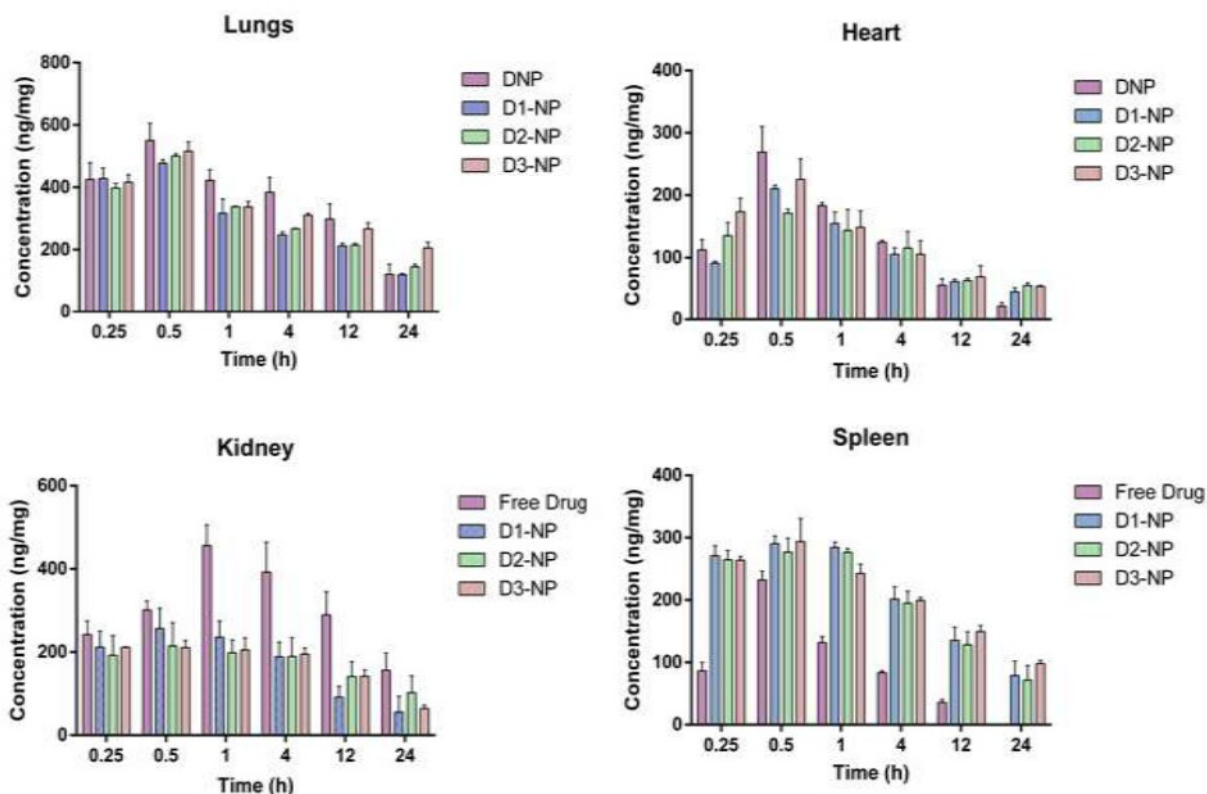 Lungs
Concentration (ng/mg)
800
600
400
200
0
0.25 0.5 1 4 12 24
Time (h)
DNP
D1-NP
D2-NP
D3-NP
Heart
Concentration (ng/mg)
400
300
200
100
0
0.25 0.5 1 4 12 24
Time (h)
DNP
D1-NP
D2-NP
D3-NP
Kidney
Concentration (ng/mg)
600
400
200
0
0.25 0.5 1 4 12 24
Time (h)
Free Drug
D1-NP
D2-NP
D3-NP
Spleen
Concentration (ng/mg)
400
300
200
100
0
0.25 0.5 1 4 12 24
Time (h)
Free Drug
D1-NP
D2-NP
D3-NP